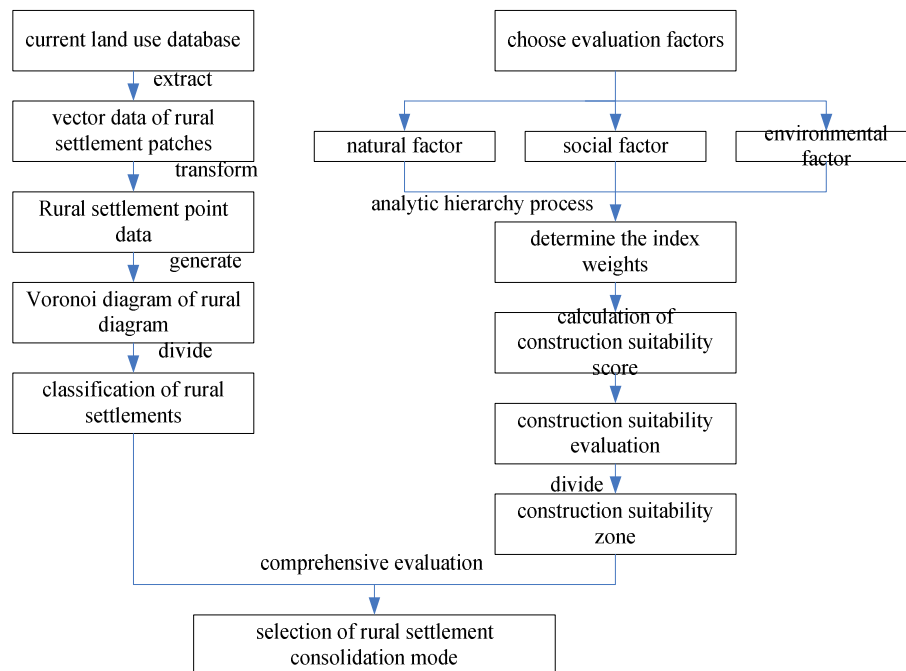 current land use database
extract
vector data of rural
settlement patches
transform
Rural settlement point
data
generate
Voronoi diagram of rural
diagram
divide
classification of rural
settlements
choose evaluation factors
natural factor
social factor
environmental
factor
analytic hierarchy process
determine the index
weights
calculation of
construction suitability
score
construction suitability
evaluation
divide
construction suitability
zone
comprehensive evaluation
selection of rural settlement
consolidation mode